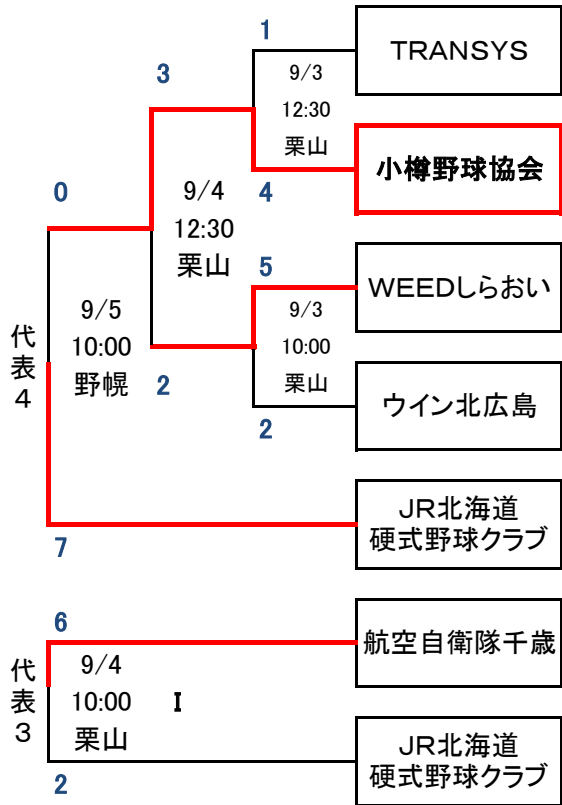 1
TRANSYS
9/3
12:30
栗山
3
小樽野球協会
4
0
9/4
12:30
栗山
5
WEEDしらおい
9/3
10:00
栗山
9/5
10:00
野幌
代表4
2
2
ウイン北広島
JR北海道
硬式野球クラブ
7
6
航空自衛隊千歳
9/4
10:00 I
栗山
代表3
JR北海道
硬式野球クラブ
2